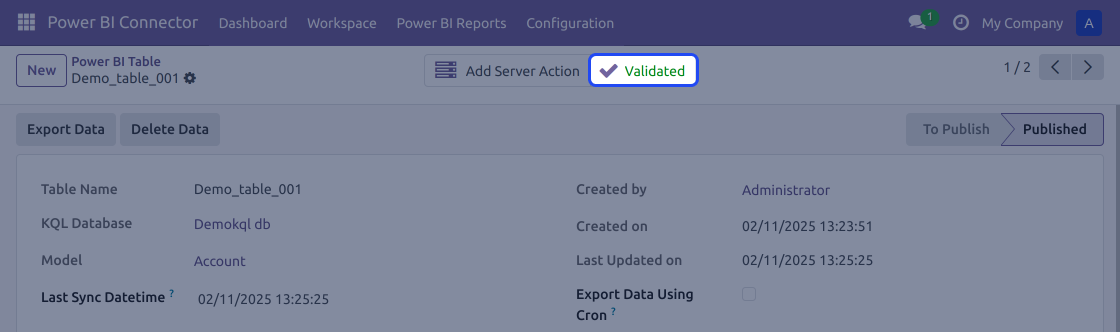 Power BI Connector Dashboard Workspace Power BI Reports Configuration 1 My Company A
New Power BI Table
Demo_table_001
Add Server Action Validated 1 / 2
Export Data Delete Data To Publish Published
Table Name Demo_table_001 Created by Administrator
KQL Database Demokql db Created on 02/11/2025 13:23:51
Model Account Last Updated on 02/11/2025 13:25:25
Last Sync Datetime ? 02/11/2025 13:25:25 Export Data Using
Cron ?